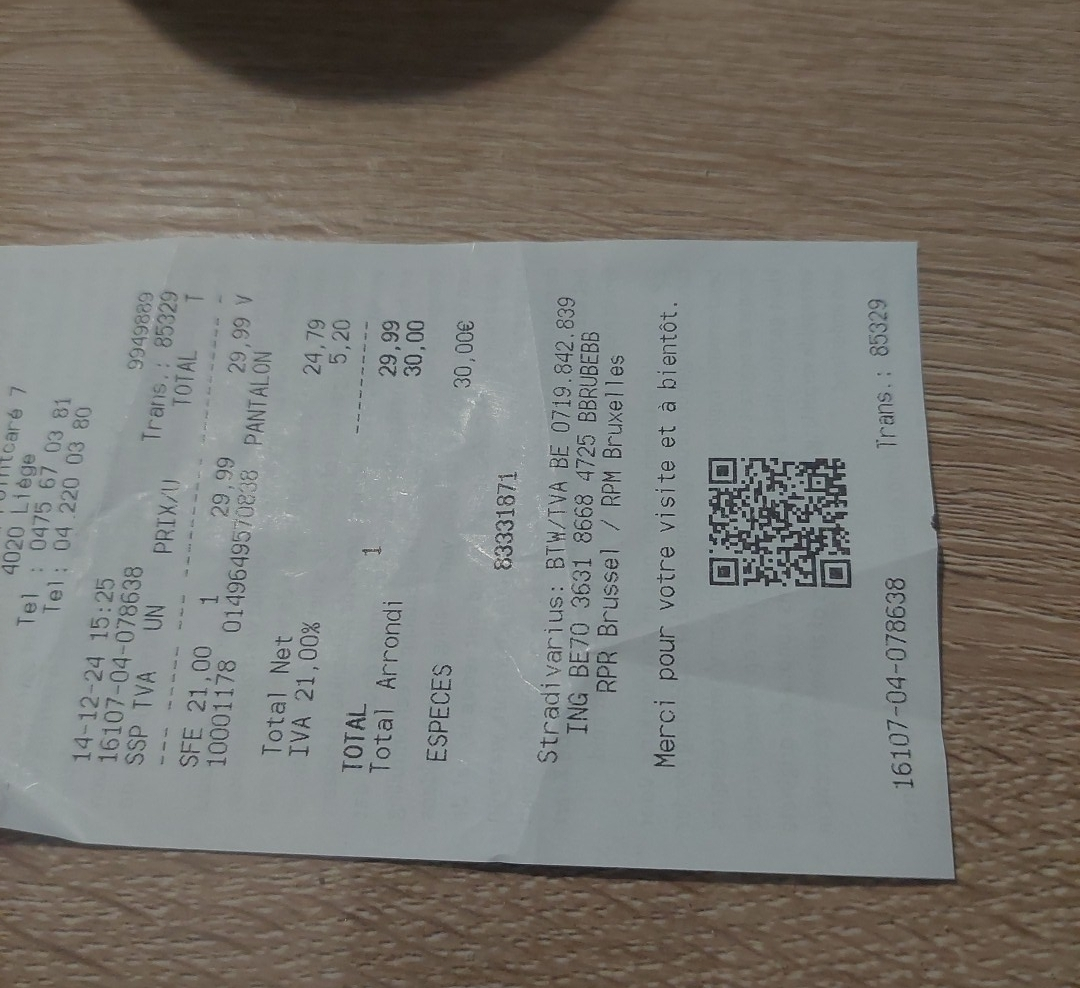 4020 Liège
Tel : 0475 67 03 81
Tel : 04 220 03 80
9949889
14-12-24 15:25
16107-04-078638 Trans.: 85329
SSP TVA UN PRIX/U TOTAL T
--- ----- --- ---------- --------- -
SFE 21,00 1 29,99 29,99 V
10001178 01496495708038 PANTALON
Total Net 24,79
IVA 21,00% 5,20
----------
TOTAL 1 29,99
Total Arrondi 30,00
ESPECES 30,00€
83331871
Stradivarius: BTW/TVA BE 0719.842.839
ING BE70 3631 8668 4725 BBRUBEBB
RPR Brussel / RPM Bruxelles
Merci pour votre visite et à bientôt.
16107-04-078638 Trans.: 85329